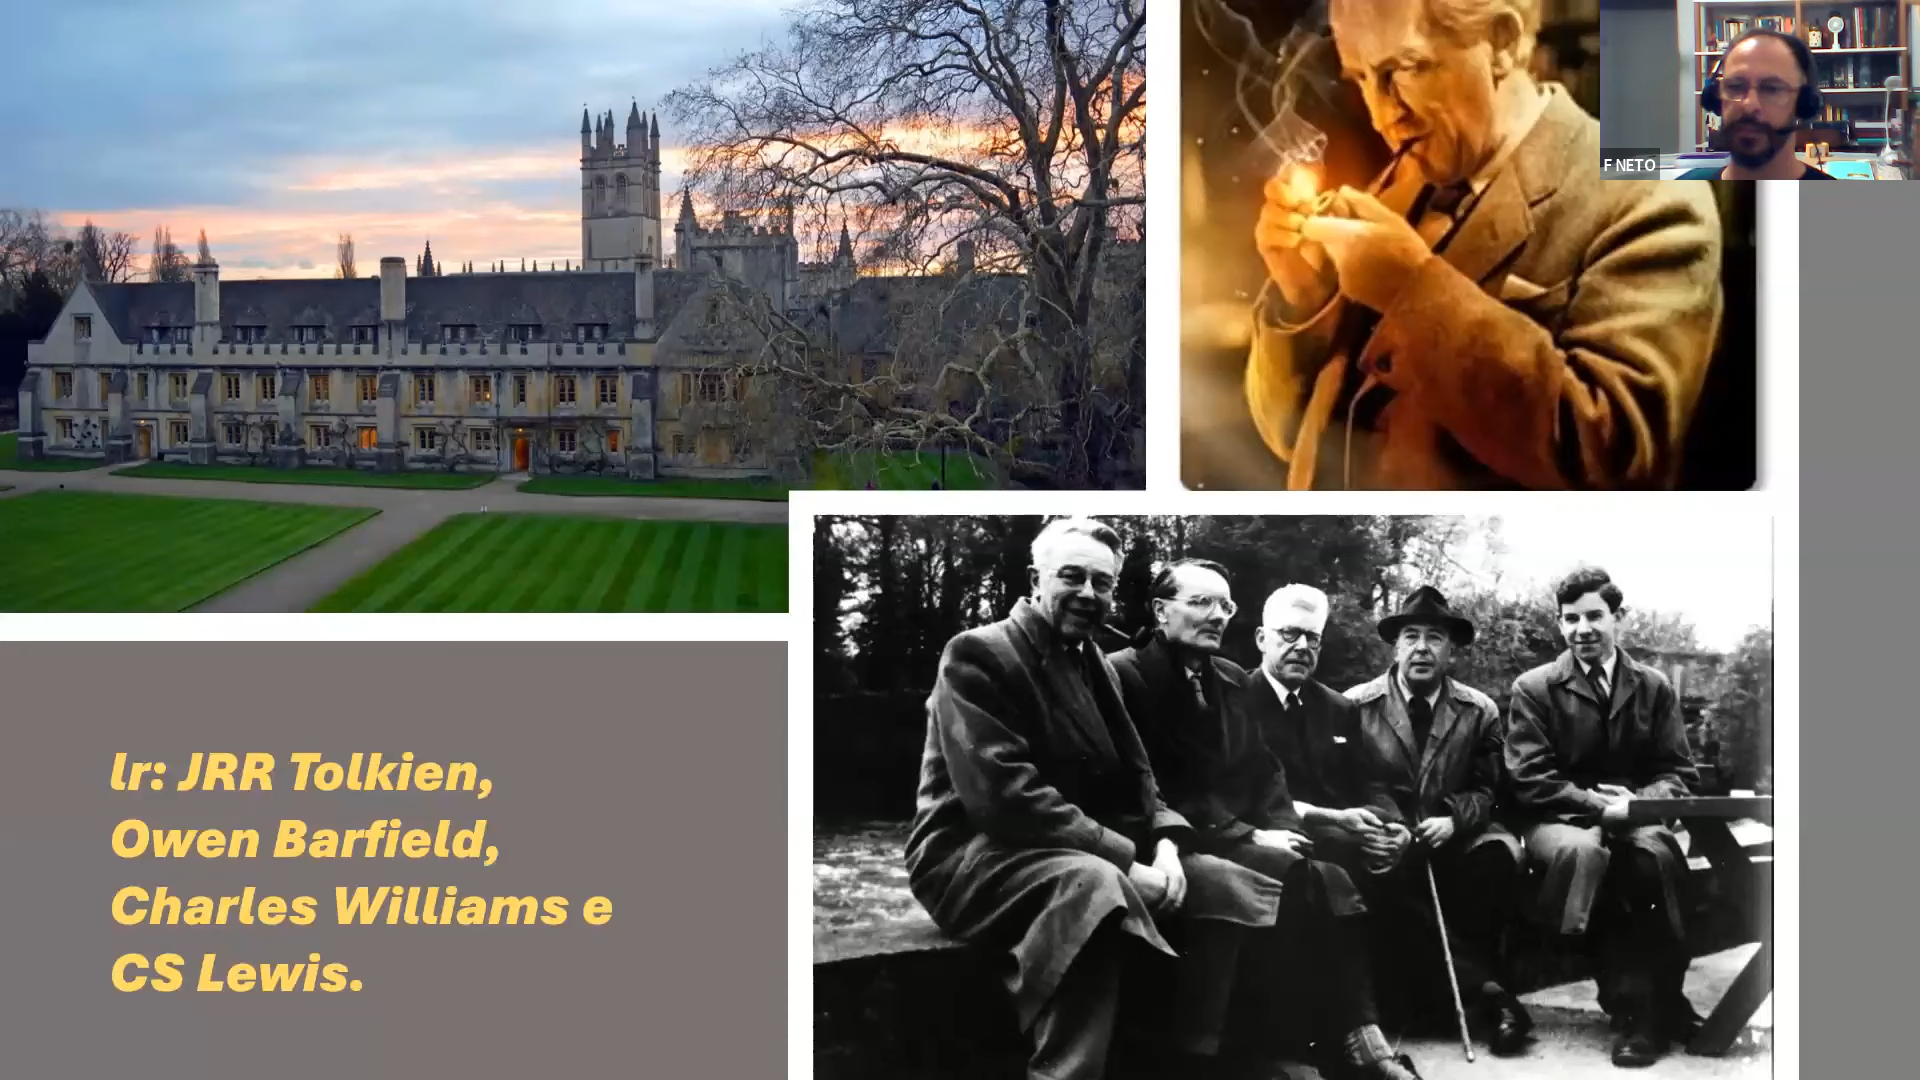 F NETO
lr: JRR Tolkien,
Owen Barfield,
Charles Williams e
CS Lewis.